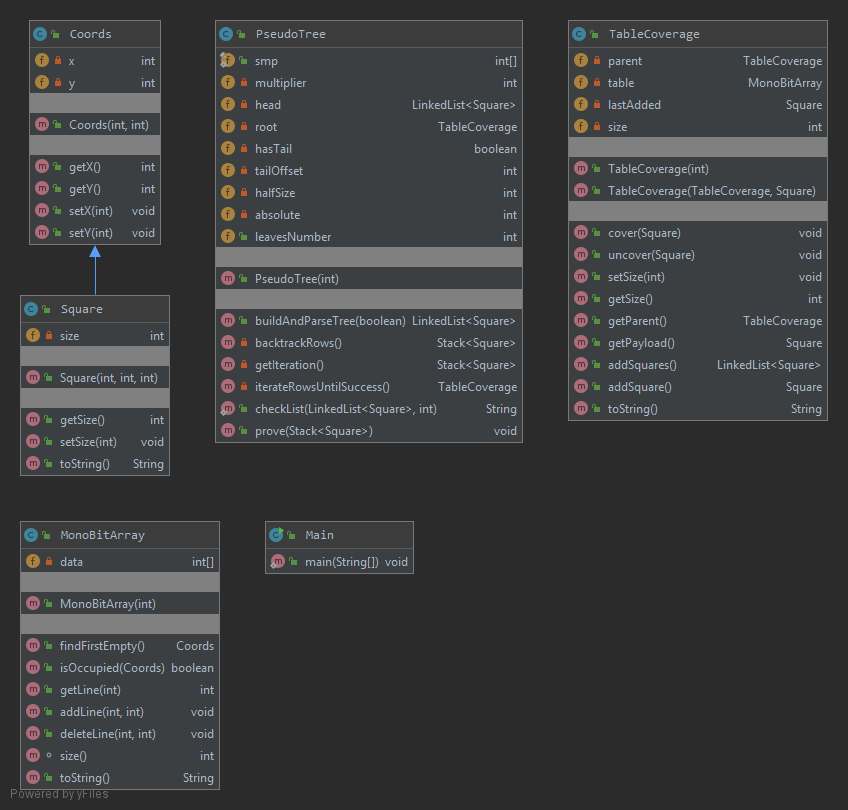 Coords
x int
y int
Coords(int, int)
getX() int
getY() int
setX(int) void
setY(int) void
Square
size int
Square(int, int, int)
getSize() int
setSize(int) void
toString() String
PseudoTree
smp int[]
multiplier int
head LinkedList<Square>
root TableCoverage
hasTail boolean
tailOffset int
halfSize int
absolute int
leavesNumber int
PseudoTree(int)
buildAndParseTree(boolean) LinkedList<Square>
backtrackRows() Stack<Square>
getIteration() Stack<Square>
iterateRowsUntilSuccess() TableCoverage
checkList(LinkedList<Square>, int) String
prove(Stack<Square>) void
TableCoverage
parent TableCoverage
table MonoBitArray
lastAdded Square
size int
TableCoverage(int)
TableCoverage(TableCoverage, Square)
cover(Square) void
uncover(Square) void
setSize(int) void
getSize() int
getParent() TableCoverage
getPayload() Square
addSquares() LinkedList<Square>
addSquare() Square
toString() String
MonoBitArray
data int[]
MonoBitArray(int)
findFirstEmpty() Coords
isOccupied(Coords) boolean
getLine(int) int
addLine(int, int) void
deleteLine(int, int) void
size() int
toString() String
Main
main(String[]) void
Powered by yFiles